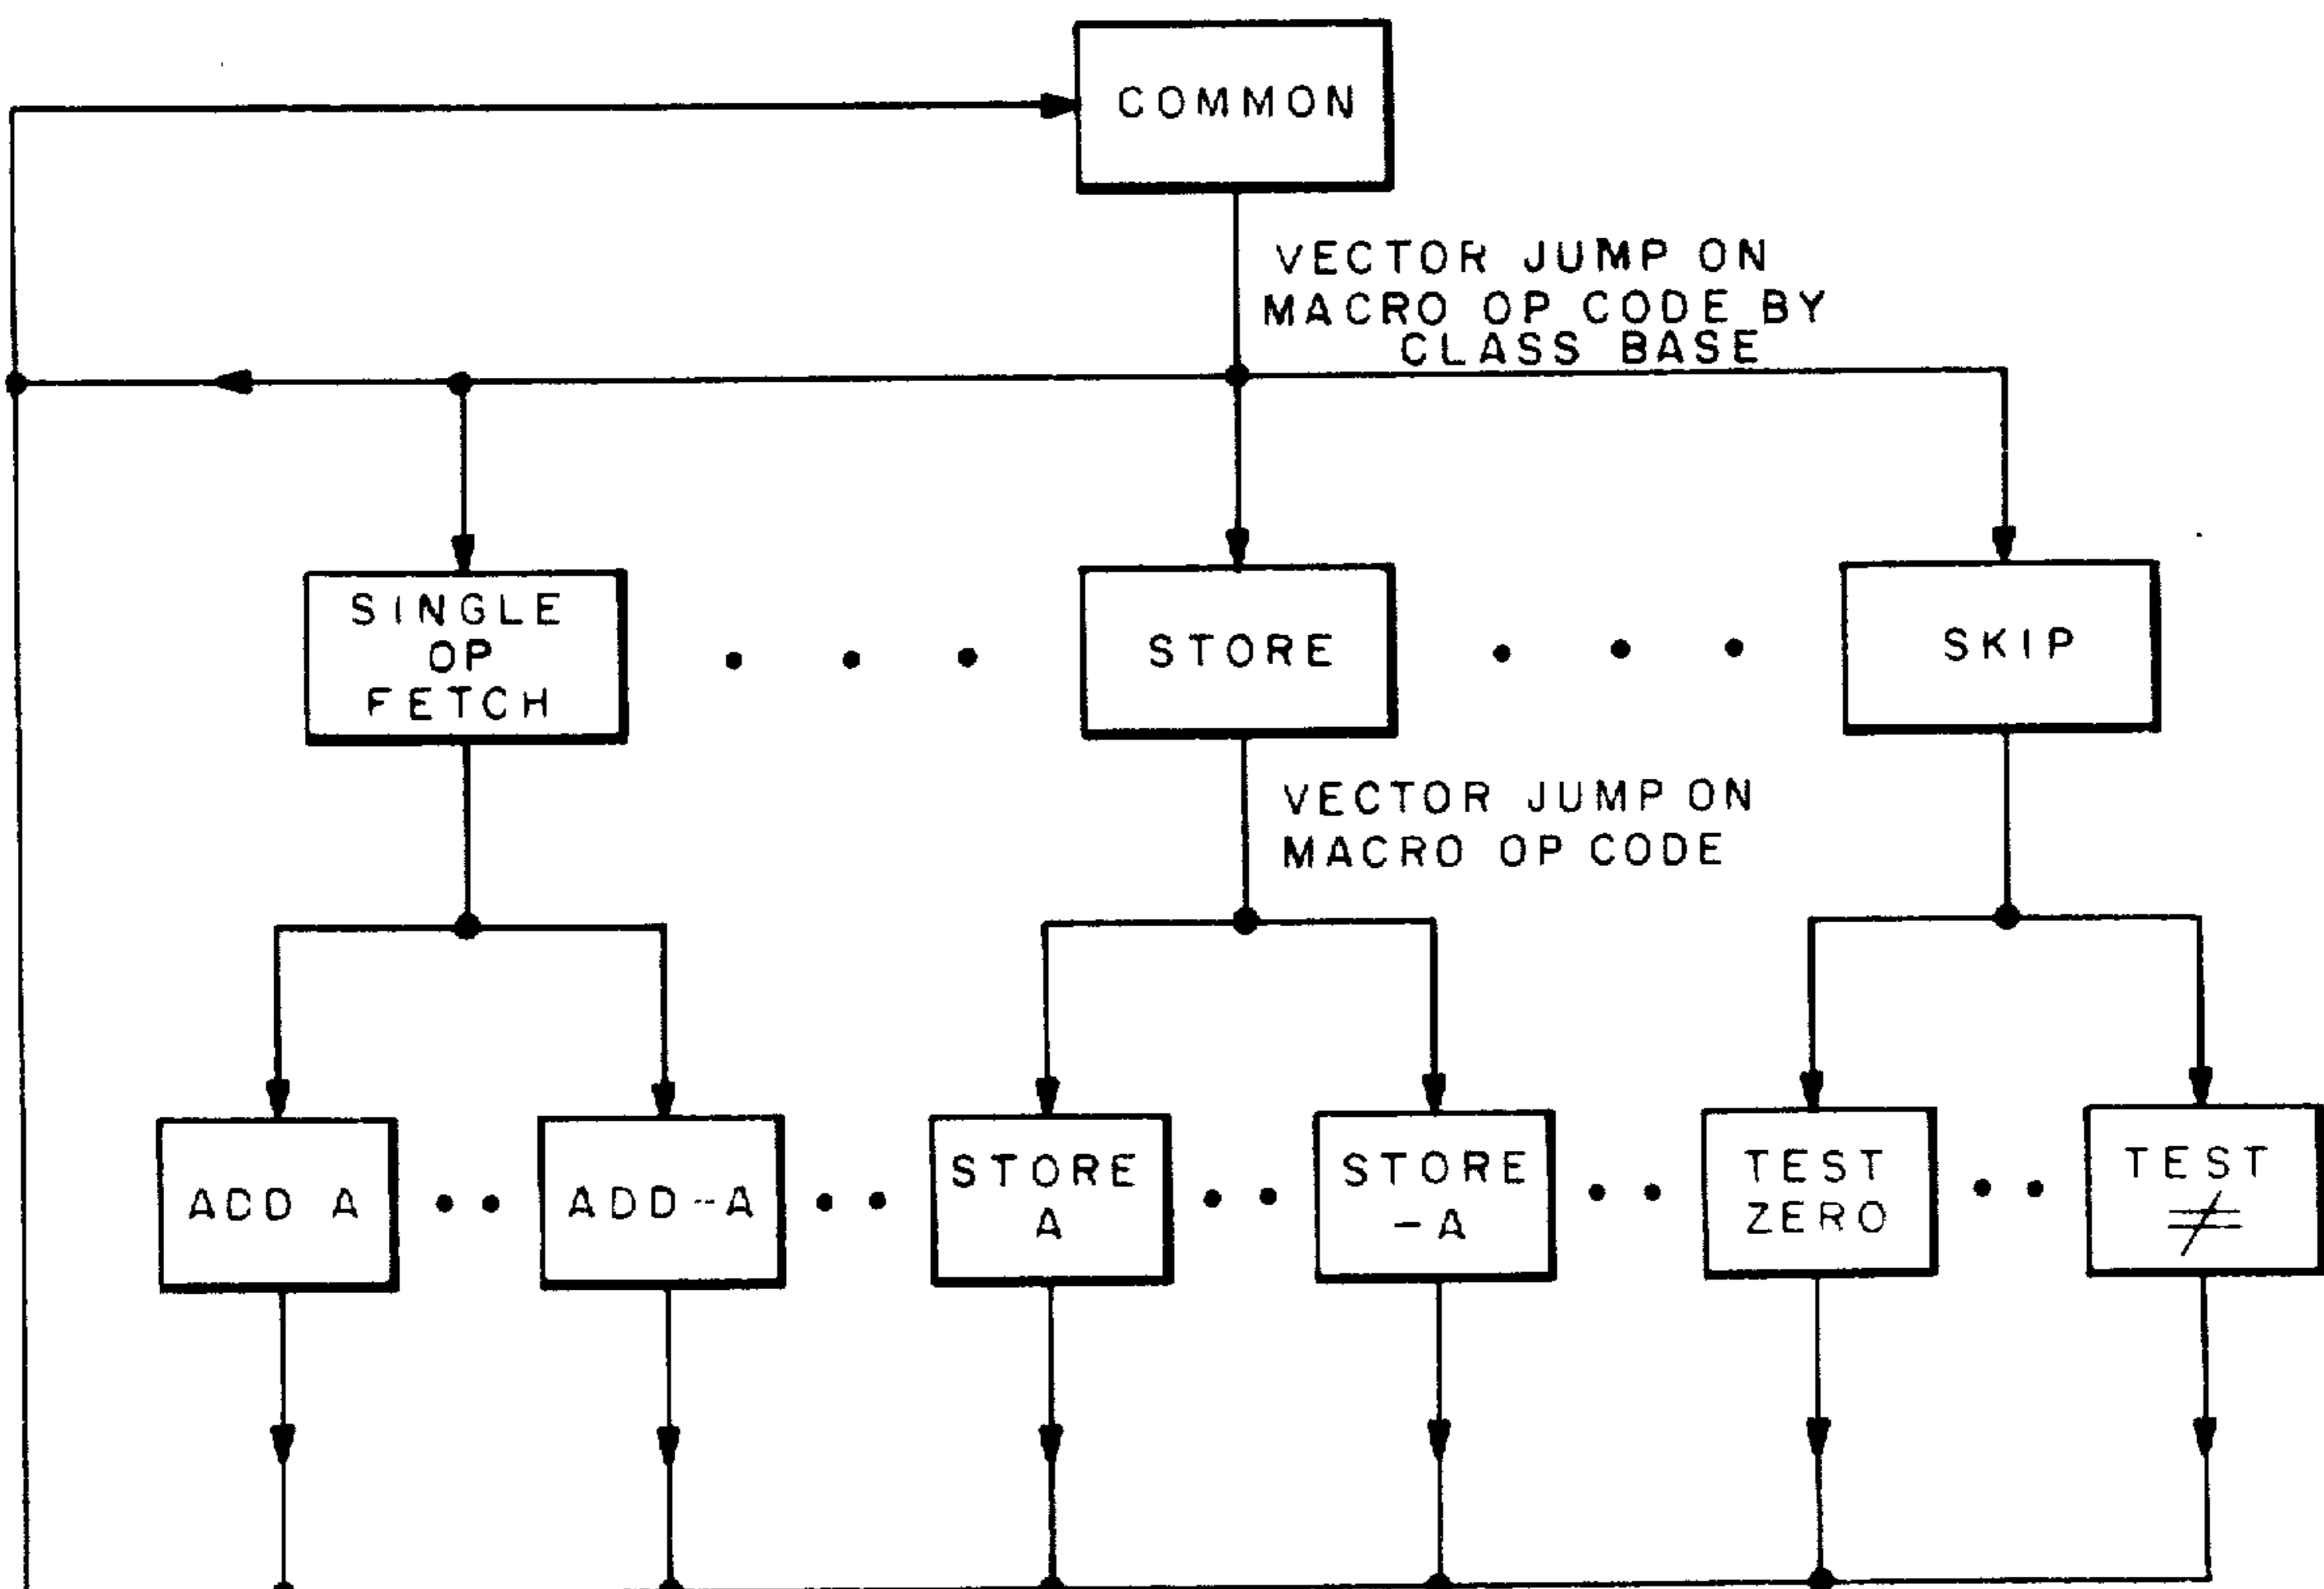 COMMON
VECTOR JUMP ON
MACRO OP CODE BY
CLASS BASE
SINGLE
OP
FETCH
STORE
SKIP
VECTOR JUMP ON
MACRO OP CODE
ADD A
ADD -A
STORE
A
STORE
-A
TEST
ZERO
TEST
≠